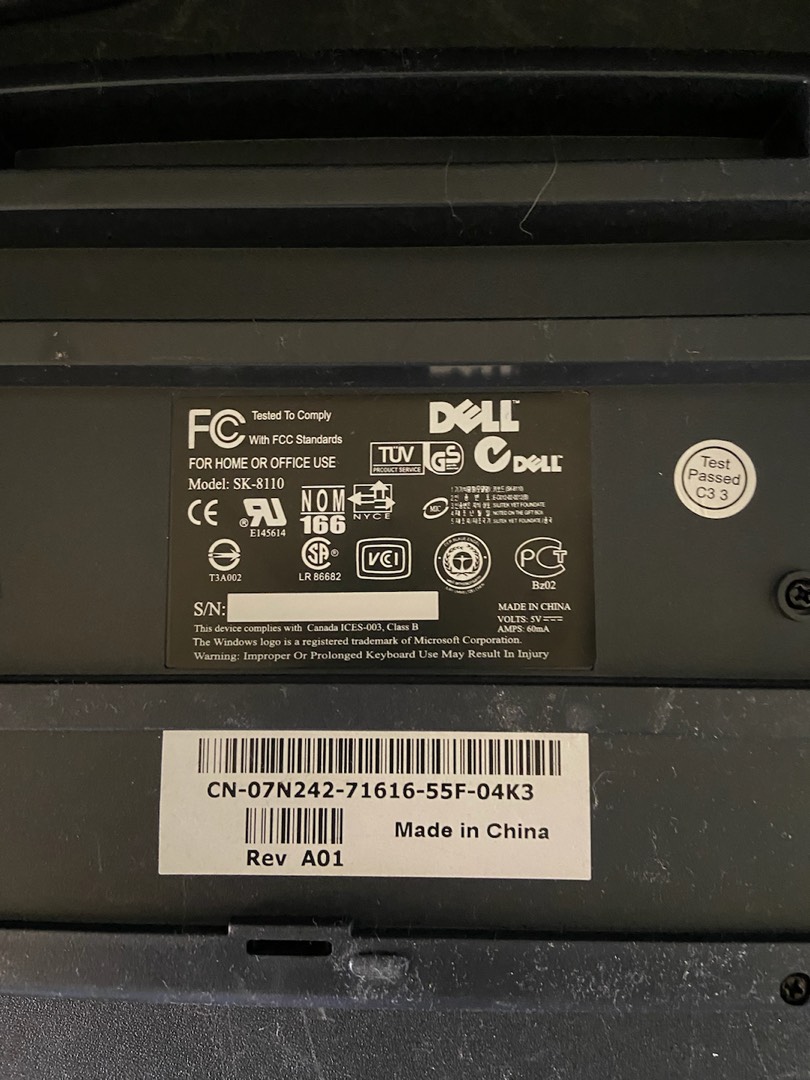 FC Tested To Comply
With FCC Standards
FOR HOME OR OFFICE USE
Model: SK-8110
DELL™
TÜV
PRODUCT SERVICE
GS
DELL
CE
UR ®
E145614
NOM
166
NYCE
MIC
T3A002
SA ®
LR 86682
VCI
PCT
Bz02
S/N:
MADE IN CHINA
VOLTS: 5V
AMPS: 60mA
This device complies with Canada ICES-003, Class B
The Windows logo is a registered trademark of Microsoft Corporation.
Warning: Improper Or Prolonged Keyboard Use May Result In Injury
Test
Passed
C3 3
CN-07N242-71616-55F-04K3
Made in China
Rev A01